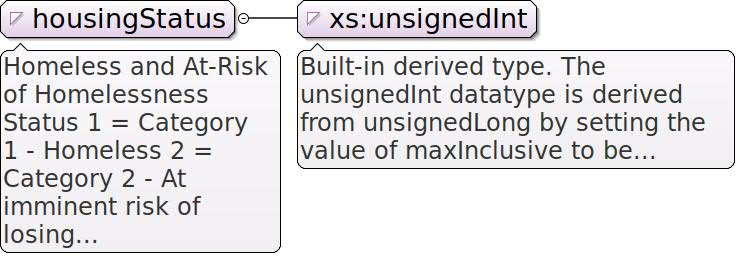 housingStatus
xs:unsignedInt
Homeless and At-Risk
of Homelessness
Status 1 = Category
1 - Homeless 2 =
Category 2 - At
imminent risk of
losing...
Built-in derived type. The
unsignedInt datatype is derived
from unsignedLong by setting the
value of maxInclusive to be...